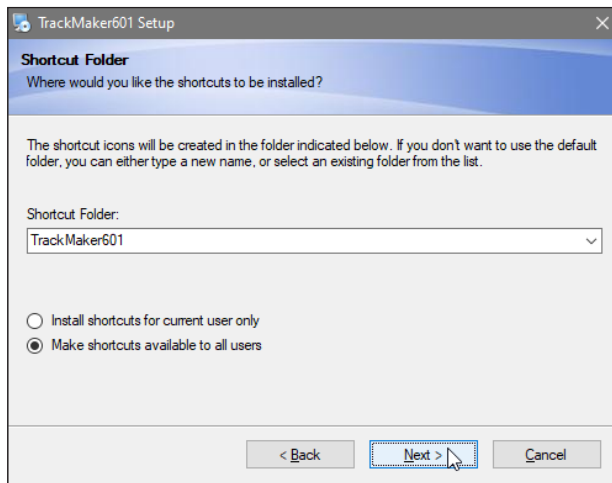 TrackMaker601 Setup
Shortcut Folder
Where would you like the shortcuts to be installed?
The shortcut icons will be created in the folder indicated below. If you don't want to use the default
folder, you can either type a new name, or select an existing folder from the list.
Shortcut Folder:
TrackMaker601
Install shortcuts for current user only
Make shortcuts available to all users
< Back
Next >
Cancel